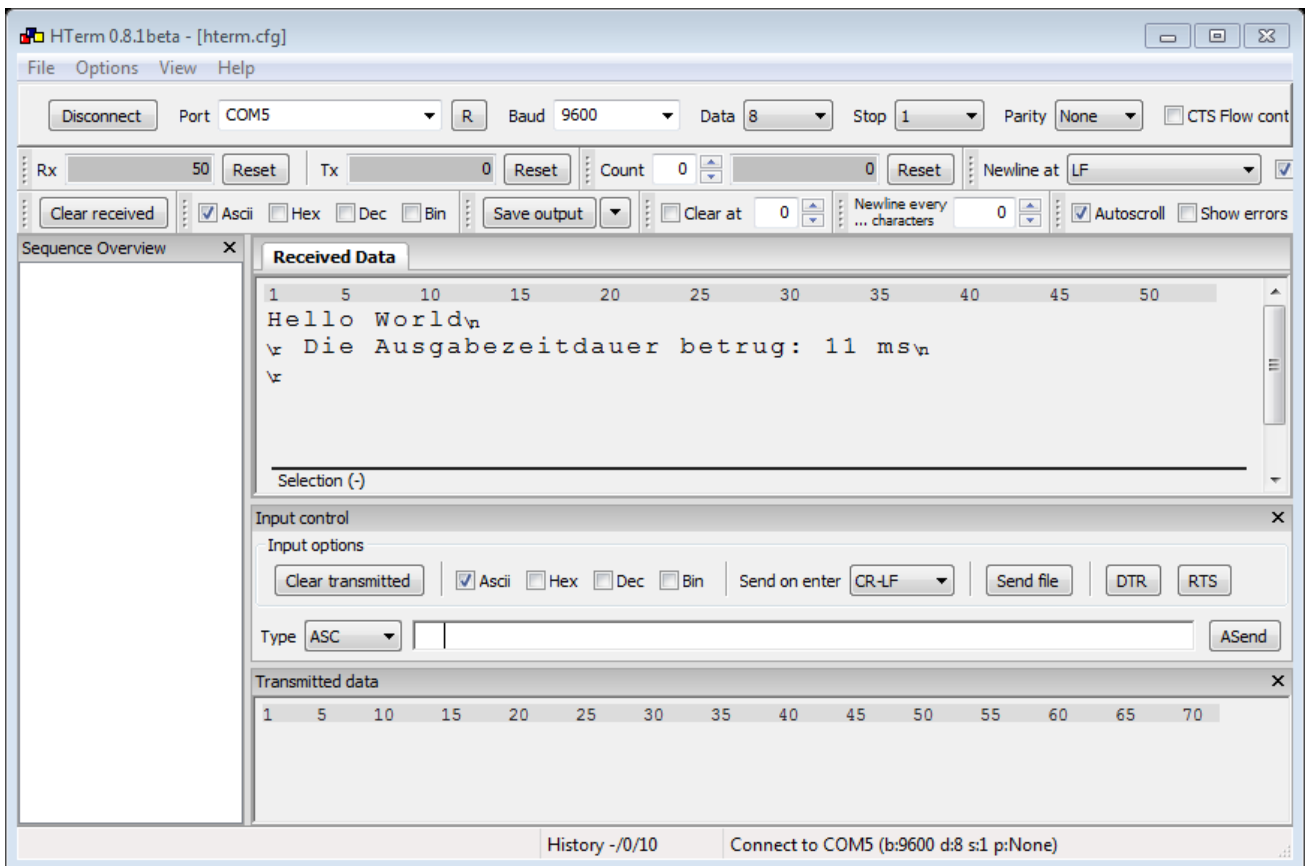 HTerm 0.8.1beta - [hterm.cfg]
File Options View Help
Disconnect Port COM5 R Baud 9600 Data 8 Stop 1 Parity None CTS Flow cont
Rx 50 Reset Tx 0 Reset Count 0 0 Reset Newline at LF
Clear received Ascii Hex Dec Bin Save output Clear at 0 Newline every ... characters 0 Autoscroll Show errors
Sequence Overview
Received Data
1 5 10 15 20 25 30 35 40 45 50
Hello World\n
\r Die Ausgabezeitdauer betrug: 11 ms\n
\r
Selection (-)
Input control
Input options
Clear transmitted Ascii Hex Dec Bin Send on enter CR-LF Send file DTR RTS
Type ASC ASend
Transmitted data
1 5 10 15 20 25 30 35 40 45 50 55 60 65 70
History -/0/10 Connect to COM5 (b:9600 d:8 s:1 p:None)